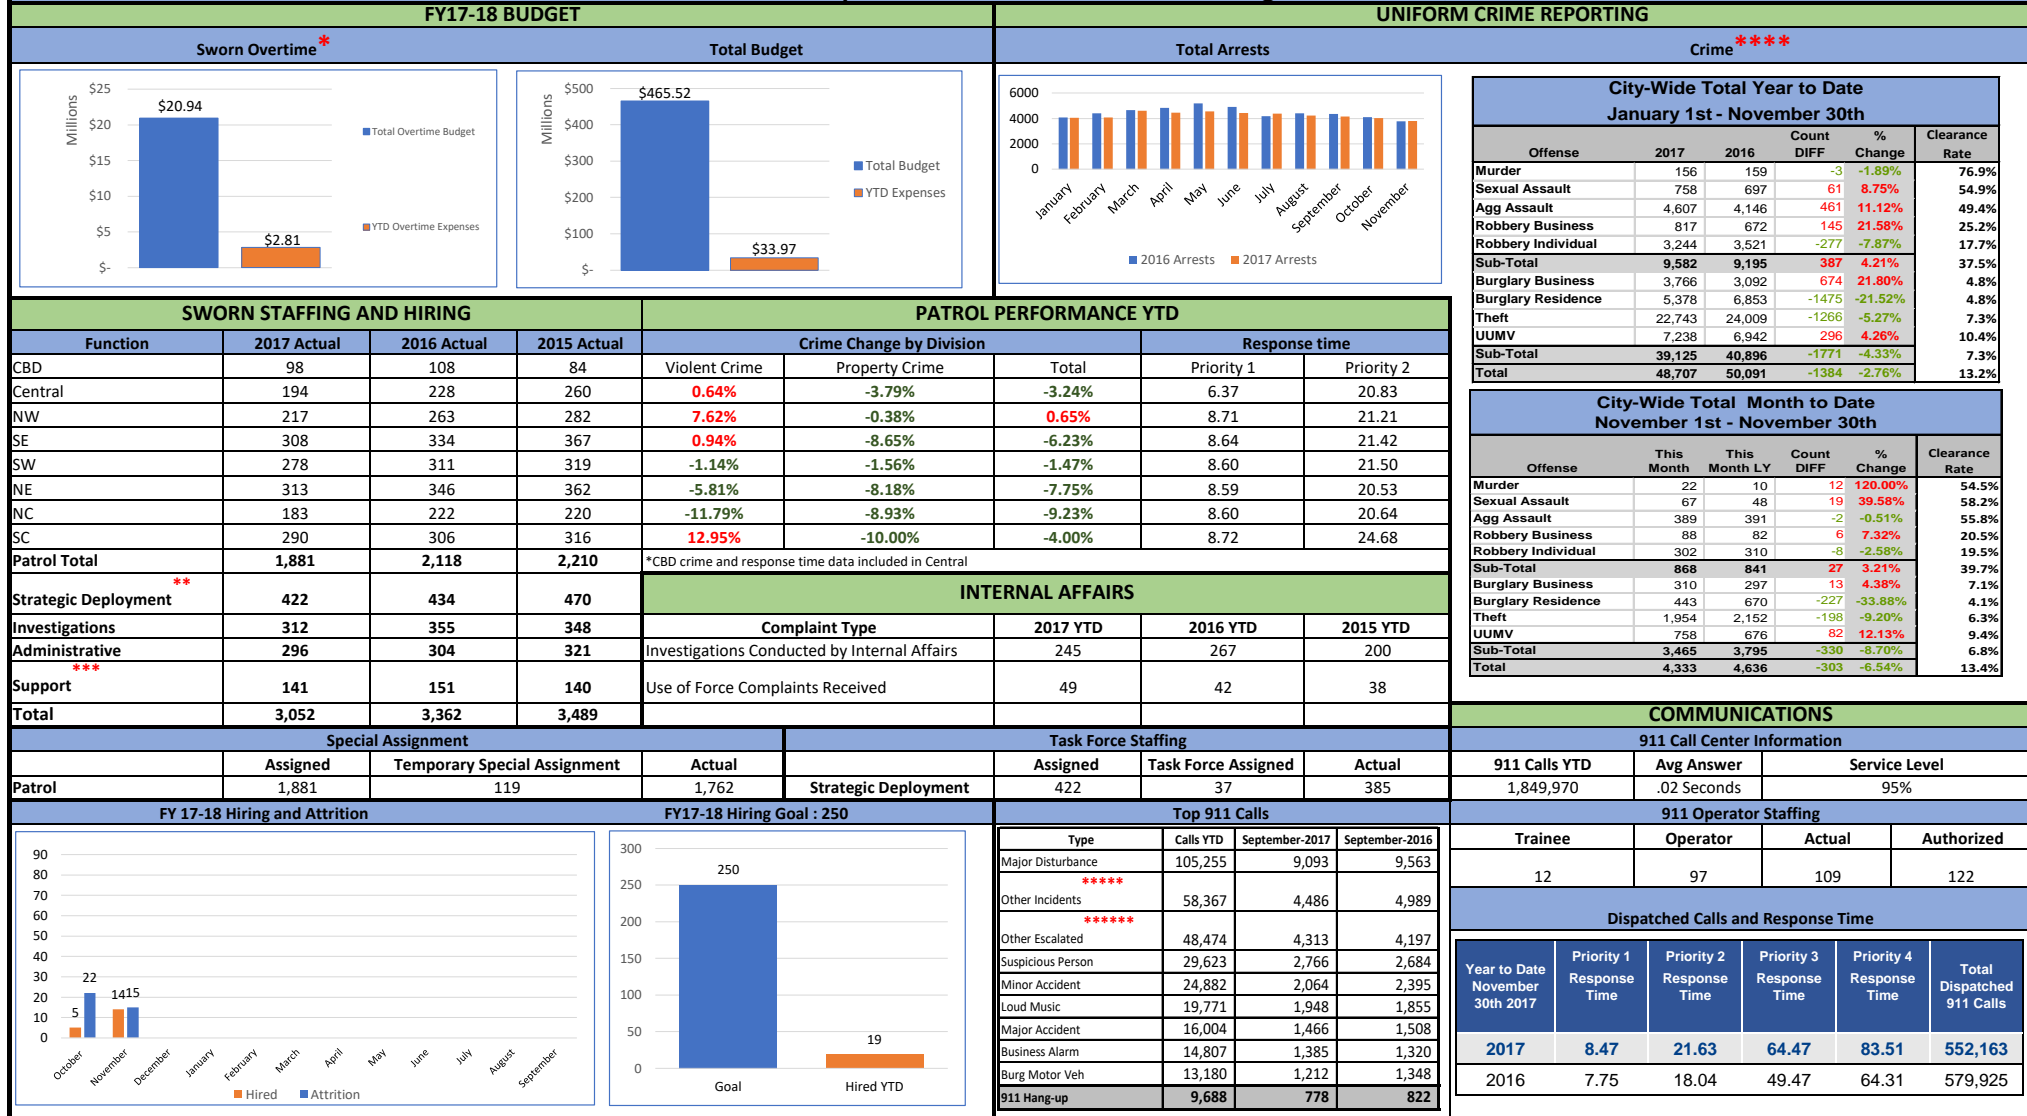 FY17-18 BUDGET
UNIFORM CRIME REPORTING
Sworn Overtime*
Total Budget
Total Arrests
Crime****
Millions
$25
$20
$15
$10
$5
$-
$20.94
$2.81
Total Overtime Budget
YTD Overtime Expenses
Millions
$500
$400
$300
$200
$100
$-
$465.52
$33.97
Total Budget
YTD Expenses
6000
4000
2000
0
January February March April May June July August September October November
2016 Arrests 2017 Arrests
City-Wide Total Year to Date
January 1st - November 30th
Offense 2017 2016 Count DIFF % Change Clearance Rate
Murder 156 159 -3 -1.89% 76.9%
Sexual Assault 758 697 61 8.75% 54.9%
Agg Assault 4,607 4,146 461 11.12% 49.4%
Robbery Business 817 672 145 21.58% 25.2%
Robbery Individual 3,244 3,521 -277 -7.87% 17.7%
Sub-Total 9,582 9,195 387 4.21% 37.5%
Burglary Business 3,766 3,092 674 21.80% 4.8%
Burglary Residence 5,378 6,853 -1475 -21.52% 4.8%
Theft 22,743 24,009 -1266 -5.27% 7.3%
UUMV 7,238 6,942 296 4.26% 10.4%
Sub-Total 39,125 40,896 -1771 -4.33% 7.3%
Total 48,707 50,091 -1384 -2.76% 13.2%
City-Wide Total Month to Date
November 1st - November 30th
Offense This Month This Month LY Count DIFF % Change Clearance Rate
Murder 22 10 12 120.00% 54.5%
Sexual Assault 67 48 19 39.58% 58.2%
Agg Assault 389 391 -2 -0.51% 55.8%
Robbery Business 88 82 6 7.32% 20.5%
Robbery Individual 302 310 -8 -2.58% 19.5%
Sub-Total 868 841 27 3.21% 39.7%
Burglary Business 310 297 13 4.38% 7.1%
Burglary Residence 443 670 -227 -33.88% 4.1%
Theft 1,954 2,152 -198 -9.20% 6.3%
UUMV 758 676 82 12.13% 9.4%
Sub-Total 3,465 3,795 -330 -8.70% 6.8%
Total 4,333 4,636 -303 -6.54% 13.4%
SWORN STAFFING AND HIRING
Function 2017 Actual 2016 Actual 2015 Actual
CBD 98 108 84
Central 194 228 260
NW 217 263 282
SE 308 334 367
SW 278 311 319
NE 313 346 362
NC 183 222 220
SC 290 306 316
Patrol Total 1,881 2,118 2,210
**
Strategic Deployment 422 434 470
Investigations 312 355 348
Administrative 296 304 321
***
Support 141 151 140
Total 3,052 3,362 3,489
PATROL PERFORMANCE YTD
Crime Change by Division Response time
Violent Crime Property Crime Total Priority 1 Priority 2
0.64% -3.79% -3.24% 6.37 20.83
7.62% -0.38% 0.65% 8.71 21.21
0.94% -8.65% -6.23% 8.64 21.42
-1.14% -1.56% -1.47% 8.60 21.50
-5.81% -8.18% -7.75% 8.59 20.53
-11.79% -8.93% -9.23% 8.60 20.64
12.95% -10.00% -4.00% 8.72 24.68
*CBD crime and response time data included in Central
INTERNAL AFFAIRS
Complaint Type 2017 YTD 2016 YTD 2015 YTD
Investigations Conducted by Internal Affairs 245 267 200
Use of Force Complaints Received 49 42 38
Special Assignment
Assigned Temporary Special Assignment Actual
Patrol 1,881 119 1,762
Task Force Staffing
Assigned Task Force Assigned Actual
Strategic Deployment 422 37 385
COMMUNICATIONS
911 Call Center Information
911 Calls YTD Avg Answer Service Level
1,849,970 .02 Seconds 95%
FY 17-18 Hiring and Attrition
90
80
70
60
50
40
30
20
10
0
5 22 14 15
October November December January February March April May June July August September
Hired Attrition
FY17-18 Hiring Goal : 250
300
250
200
150
100
50
0
250
19
Goal Hired YTD
Top 911 Calls
Type Calls YTD September-2017 September-2016
Major Disturbance 105,255 9,093 9,563
*****
Other Incidents 58,367 4,486 4,989
******
Other Escalated 48,474 4,313 4,197
Suspicious Person 29,623 2,766 2,684
Minor Accident 24,882 2,064 2,395
Loud Music 19,771 1,948 1,855
Major Accident 16,004 1,466 1,508
Business Alarm 14,807 1,385 1,320
Burg Motor Veh 13,180 1,212 1,348
911 Hang-up 9,688 778 822
911 Operator Staffing
Trainee Operator Actual Authorized
12 97 109 122
Dispatched Calls and Response Time
Year to Date November 30th 2017 Priority 1 Response Time Priority 2 Response Time Priority 3 Response Time Priority 4 Response Time Total Dispatched 911 Calls
2017 8.47 21.63 64.47 83.51 552,163
2016 7.75 18.04 49.47 64.31 579,925